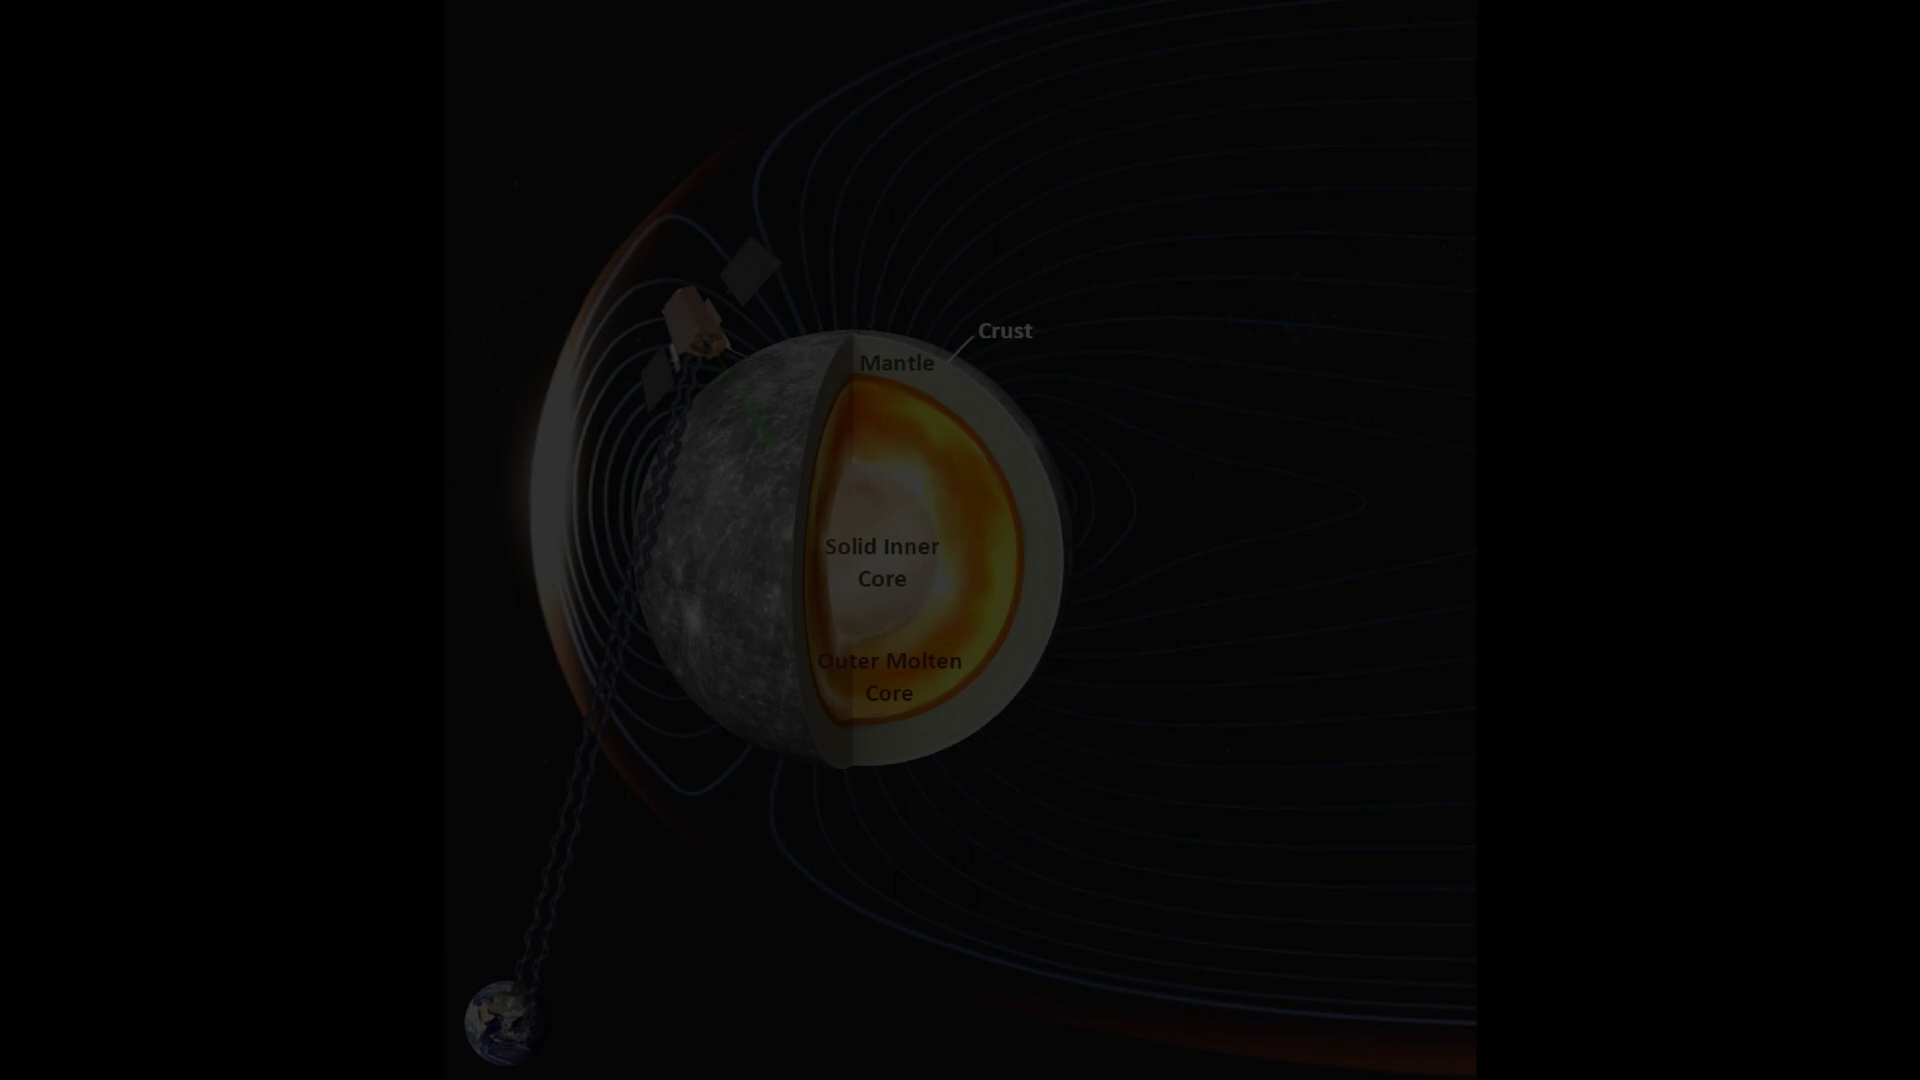 Crust
Mantle
Solid Inner
Core
Outer Molten
Core